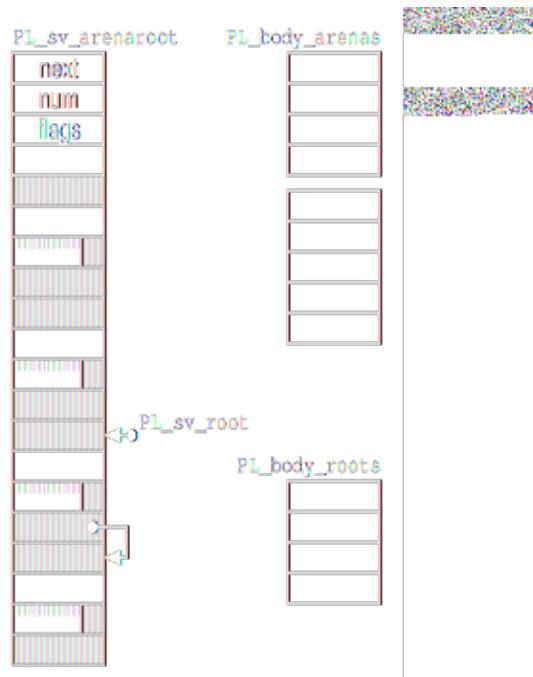 PL_sv_arenaroot
PL_body_arenas
next
num
flags
PL_sv_root
PL_body_roots